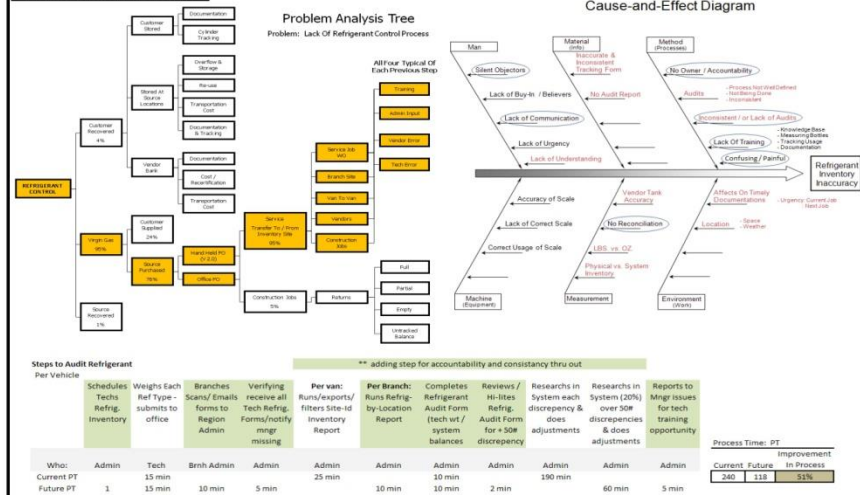 Problem Analysis Tree
Problem: Lack Of Refrigerant Control Process
All Four Typical Of
Each Previous Step
REFRIGERANT
CONTROL
Customer
Recovered
4%
Virgin Gas
95%
Source
Recovered
1%
Customer
Stored
Stored At
Source
Locations
Vendor
Bank
Customer
Supplied
24%
Source
Purchased
76%
Documentation
Cylinder
Tracking
Overflow &
Storage
Re-use
Transportation
Cost
Documentation
& Tracking
Documentation
Cost /
Recertification
Transportation
Cost
Hand Held PO
(V 2.0)
Office PO
Service
Transfer To / From
Inventory Site
95%
Construction Jobs
5%
Service Job
WO
Branch Site
Van To Van
Vendors
Construction
Jobs
Training
Admin Input
Vendor Error
Tech Error
Returns
Full
Partial
Empty
Untracked
Balance
Cause-and-Effect Diagram
Man
Material
(Info)
Method
(Processes)
Silent Objectors
Lack of Buy-In / Believers
Lack of Communication
Lack of Urgency
Lack of Understanding
Inaccurate &
Inconsistent
Tracking Form
No Audit Report
No Owner / Accountability
Audits
- Process Not Well Defined
- Not Being Done
- Inconsistent
Inconsistent / or Lack of Audits
Lack Of Training
- Knowledge Base
- Measuring Bottles
- Tracking Usage
- Documentation
Confusing / Painful
Refrigerant
Inventory
Inaccuracy
Accuracy of Scale
Lack of Correct Scale
Correct Usage of Scale
Vendor Tank
Accuracy
No Reconciliation
LBS vs. OZ
Physical vs. System
Inventory
Affects On Timely
Documentations
- Urgency: Current Job
Next Job
Location
- Space
- Weather
Machine
(Equipment)
Measurement
Environment
(Work)
Steps to Audit Refrigerant
** adding step for accountability and consistancy thru out
Per Vehicle
Schedules
Techs
Refrig.
Inventory
Weighs Each
Ref Type -
submits to
office
Branches
Scans/ Emails
forms to
Region
Admin
Verifying
receive all
Tech Refrig.
Forms/notify
mngr
missing
Per van:
Runs/exports/
filters Site-Id
Inventory
Report
Per Branch:
Runs Refrig-
by-Location
Report
Completes
Refrigerant
Audit Form
(tech wt /
system
balances
Reviews /
Hi-lites
Refrig.
Audit Form
for + 50#
discrepency
Researchs in
System each
discrepency &
does
adjustments
Researchs in
System (20%)
over 50#
discrepencies
& does
adjustments
Reports to
Mngr issues
for tech
training
opportunity
Who: Admin Tech Brnh Admin Admin Admin Admin Admin Admin Admin Admin Admin
Current PT 15 min 25 min 10 min 190 min
Future PT 1 15 min 10 min 5 min 10 min 10 min 2 min 60 min 5 min
Process Time: PT
Current Future Improvement In Process
240 118 51%